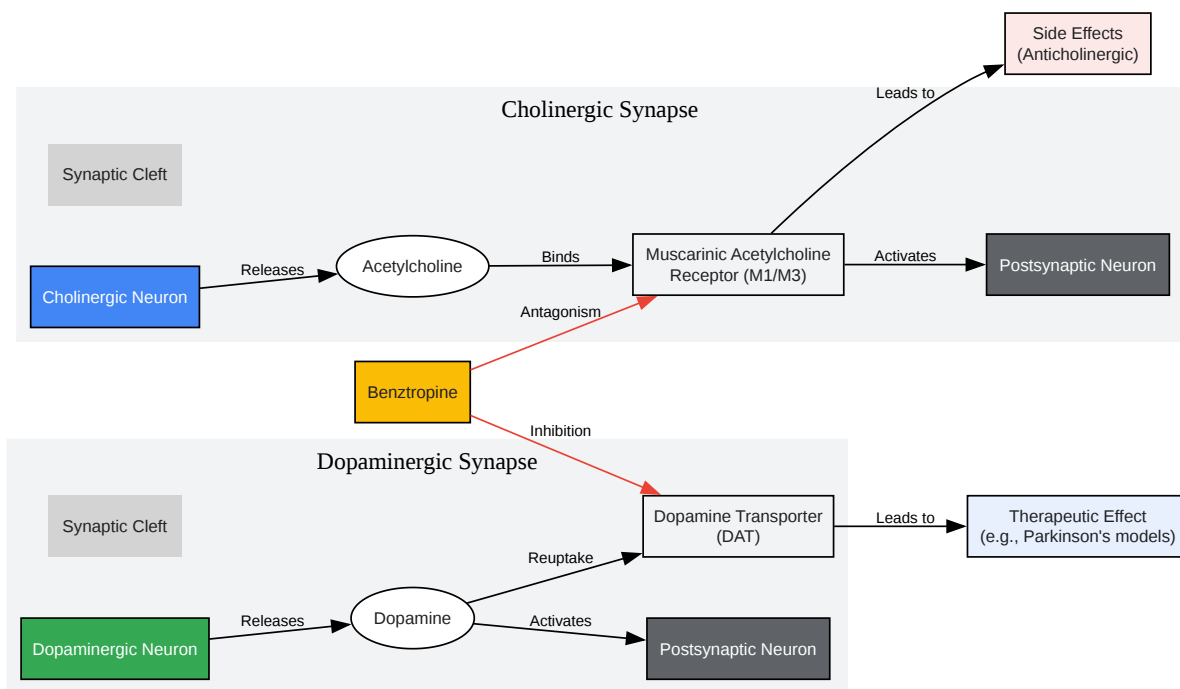 Side Effects
(Anticholinergic)
Leads to
Cholinergic Synapse
Synaptic Cleft
Cholinergic Neuron
Releases
Acetylcholine
Binds
Muscarinic Acetylcholine
Receptor (M1/M3)
Activates
Postsynaptic Neuron
Antagonism
Benztropine
Inhibition
Dopaminergic Synapse
Synaptic Cleft
Dopamine Transporter
(DAT)
Leads to
Therapeutic Effect
(e.g., Parkinson's models)
Reuptake
Dopaminergic Neuron
Releases
Dopamine
Activates
Postsynaptic Neuron